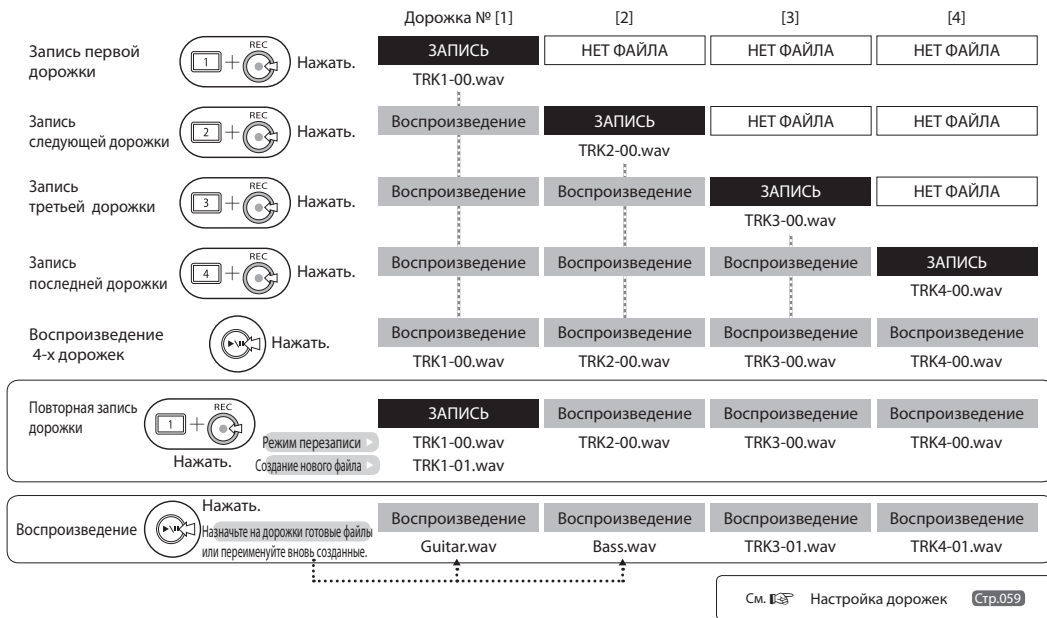 Дорожка № [1] [2] [3] [4]
Запись первой дорожки 1 + REC Нажать. ЗАПИСЬ НЕТ ФАЙЛА НЕТ ФАЙЛА НЕТ ФАЙЛА
TRK1-00.wav
Запись следующей дорожки 2 + REC Нажать. Воспроизведение ЗАПИСЬ НЕТ ФАЙЛА НЕТ ФАЙЛА
TRK2-00.wav
Запись третьей дорожки 3 + REC Нажать. Воспроизведение Воспроизведение ЗАПИСЬ НЕТ ФАЙЛА
TRK3-00.wav
Запись последней дорожки 4 + REC Нажать. Воспроизведение Воспроизведение Воспроизведение ЗАПИСЬ
TRK4-00.wav
Воспроизведение 4-х дорожек Нажать. Воспроизведение Воспроизведение Воспроизведение Воспроизведение
TRK1-00.wav TRK2-00.wav TRK3-00.wav TRK4-00.wav
Повторная запись дорожки 1 + REC Нажать. ЗАПИСЬ Воспроизведение Воспроизведение Воспроизведение
Режим перезаписи TRK1-00.wav TRK2-00.wav TRK3-00.wav TRK4-00.wav
Создание нового файла TRK1-01.wav
Воспроизведение Нажать. Воспроизведение Воспроизведение Воспроизведение Воспроизведение
Назначьте на дорожки готовые файлы
или переименуйте вновь созданные. Guitar.wav Bass.wav TRK3-01.wav TRK4-01.wav
См. Настройка дорожек Стр.059